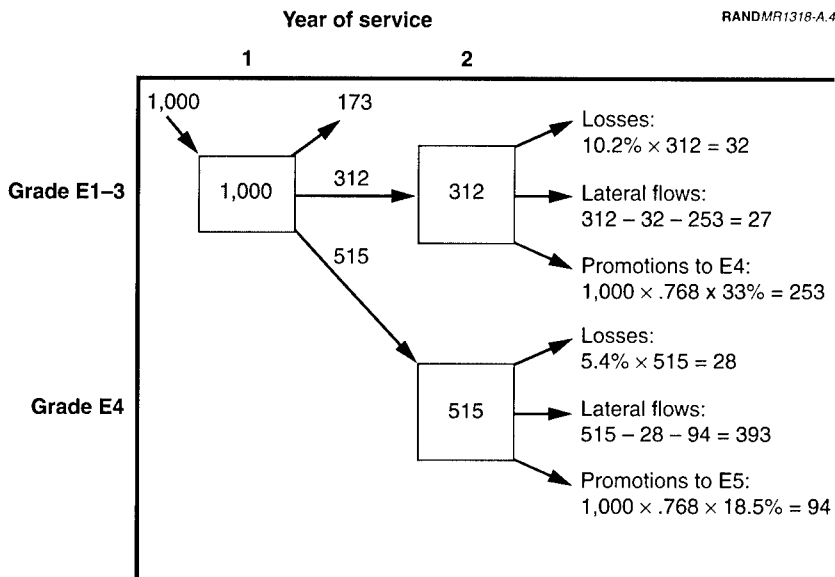 Year of service
RANDMR1318-A.4
1
2
1,000
173
Losses:
10.2% × 312 = 32
Grade E1–3
1,000
312
312
Lateral flows:
312 – 32 – 253 = 27
515
Promotions to E4:
1,000 × .768 x 33% = 253
Losses:
5.4% × 515 = 28
Grade E4
515
Lateral flows:
515 – 28 – 94 = 393
Promotions to E5:
1,000 × .768 × 18.5% = 94